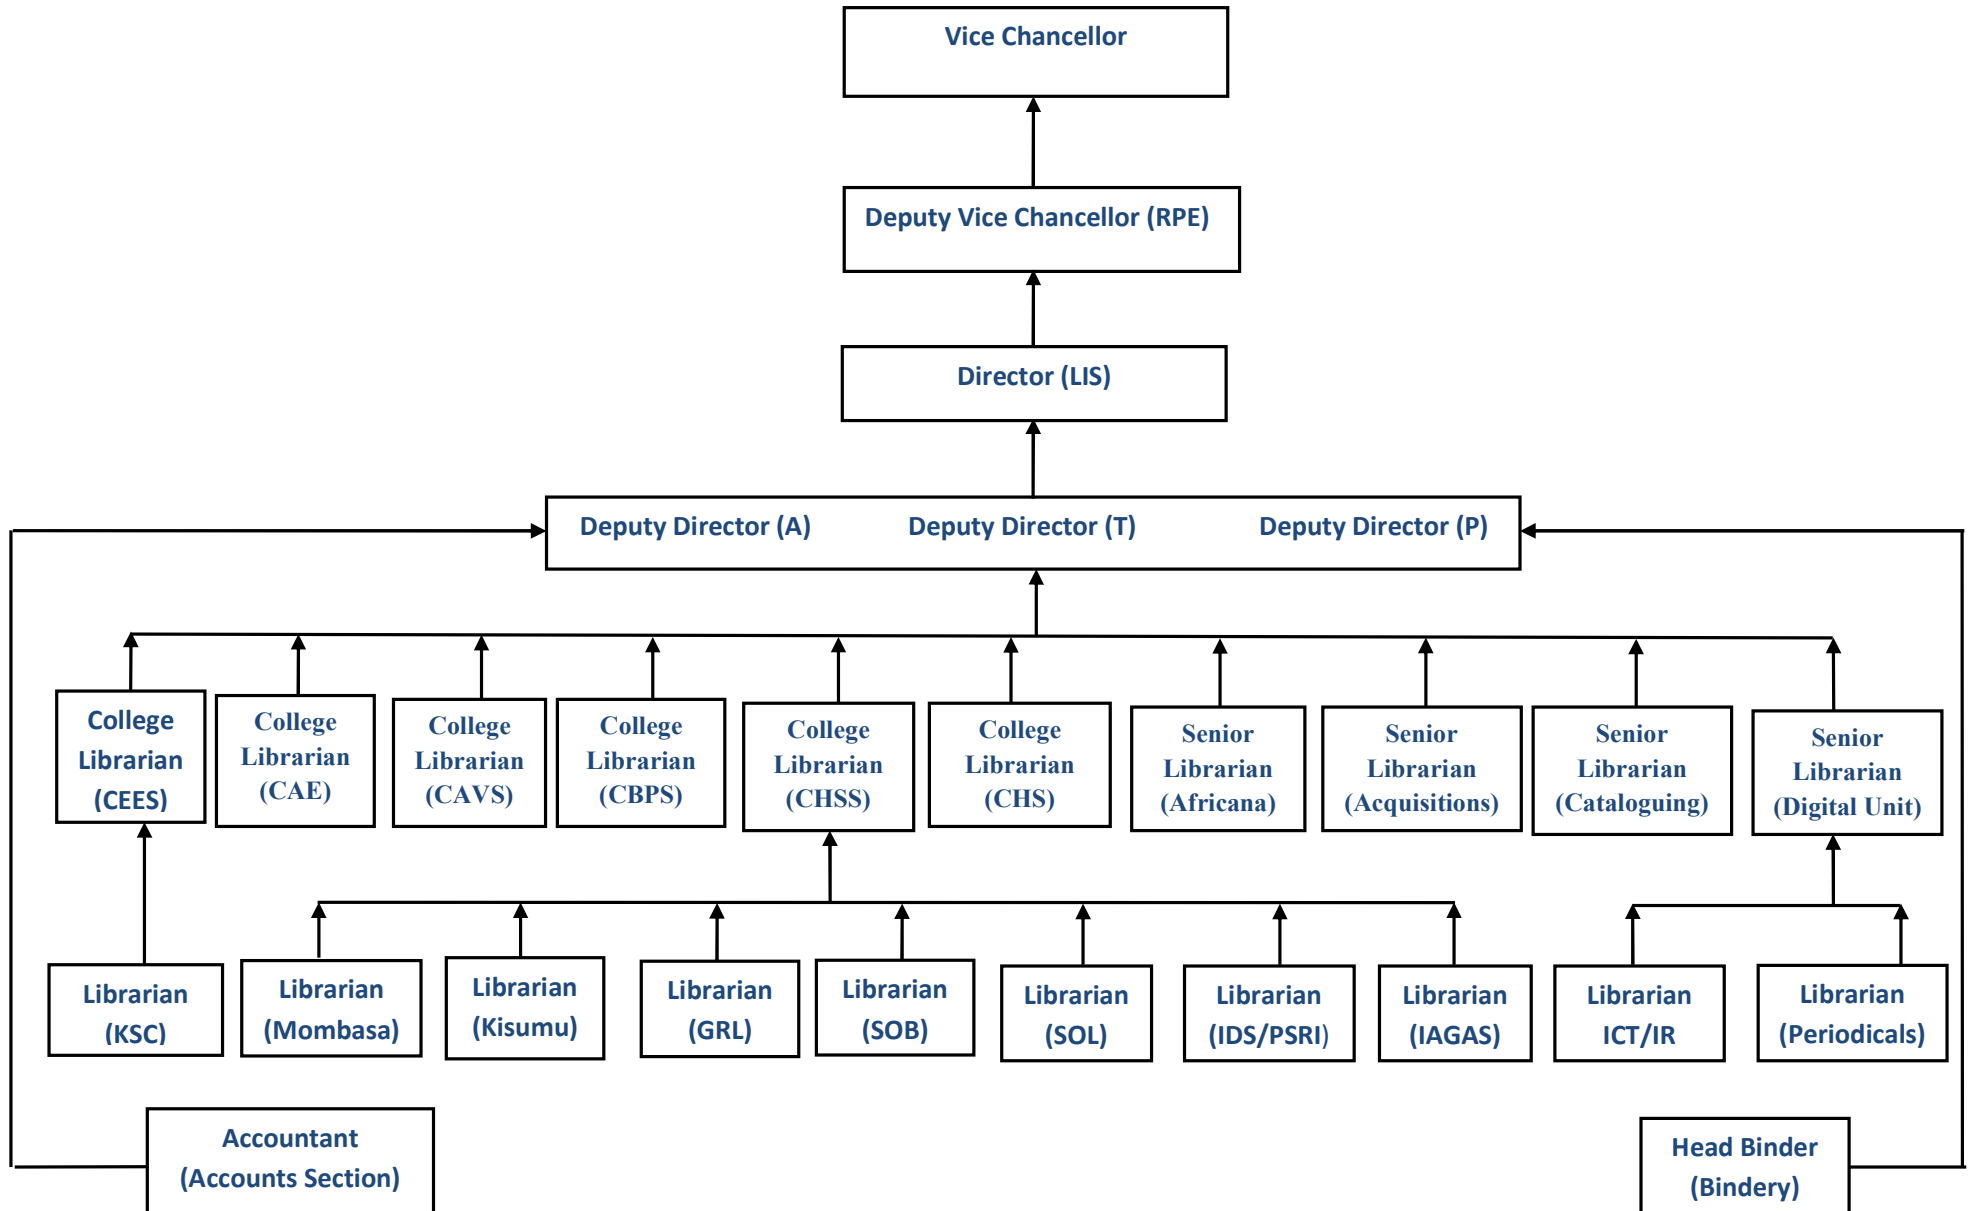 Vice Chancellor
Deputy Vice Chancellor (RPE)
Director (LIS)
Deputy Director (A) Deputy Director (T) Deputy Director (P)
College
Librarian
(CEES)
College
Librarian
(CAE)
College
Librarian
(CAVS)
College
Librarian
(CBPS)
College
Librarian
(CHSS)
College
Librarian
(CHS)
Senior
Librarian
(Africana)
Senior
Librarian
(Acquisitions)
Senior
Librarian
(Cataloguing)
Senior
Librarian
(Digital Unit)
Librarian
(KSC)
Librarian
(Mombasa)
Librarian
(Kisumu)
Librarian
(GRL)
Librarian
(SOB)
Librarian
(SOL)
Librarian
(IDS/PSRI)
Librarian
(IAGAS)
Librarian
ICT/IR
Librarian
(Periodicals)
Accountant
(Accounts Section)
Head Binder
(Bindery)